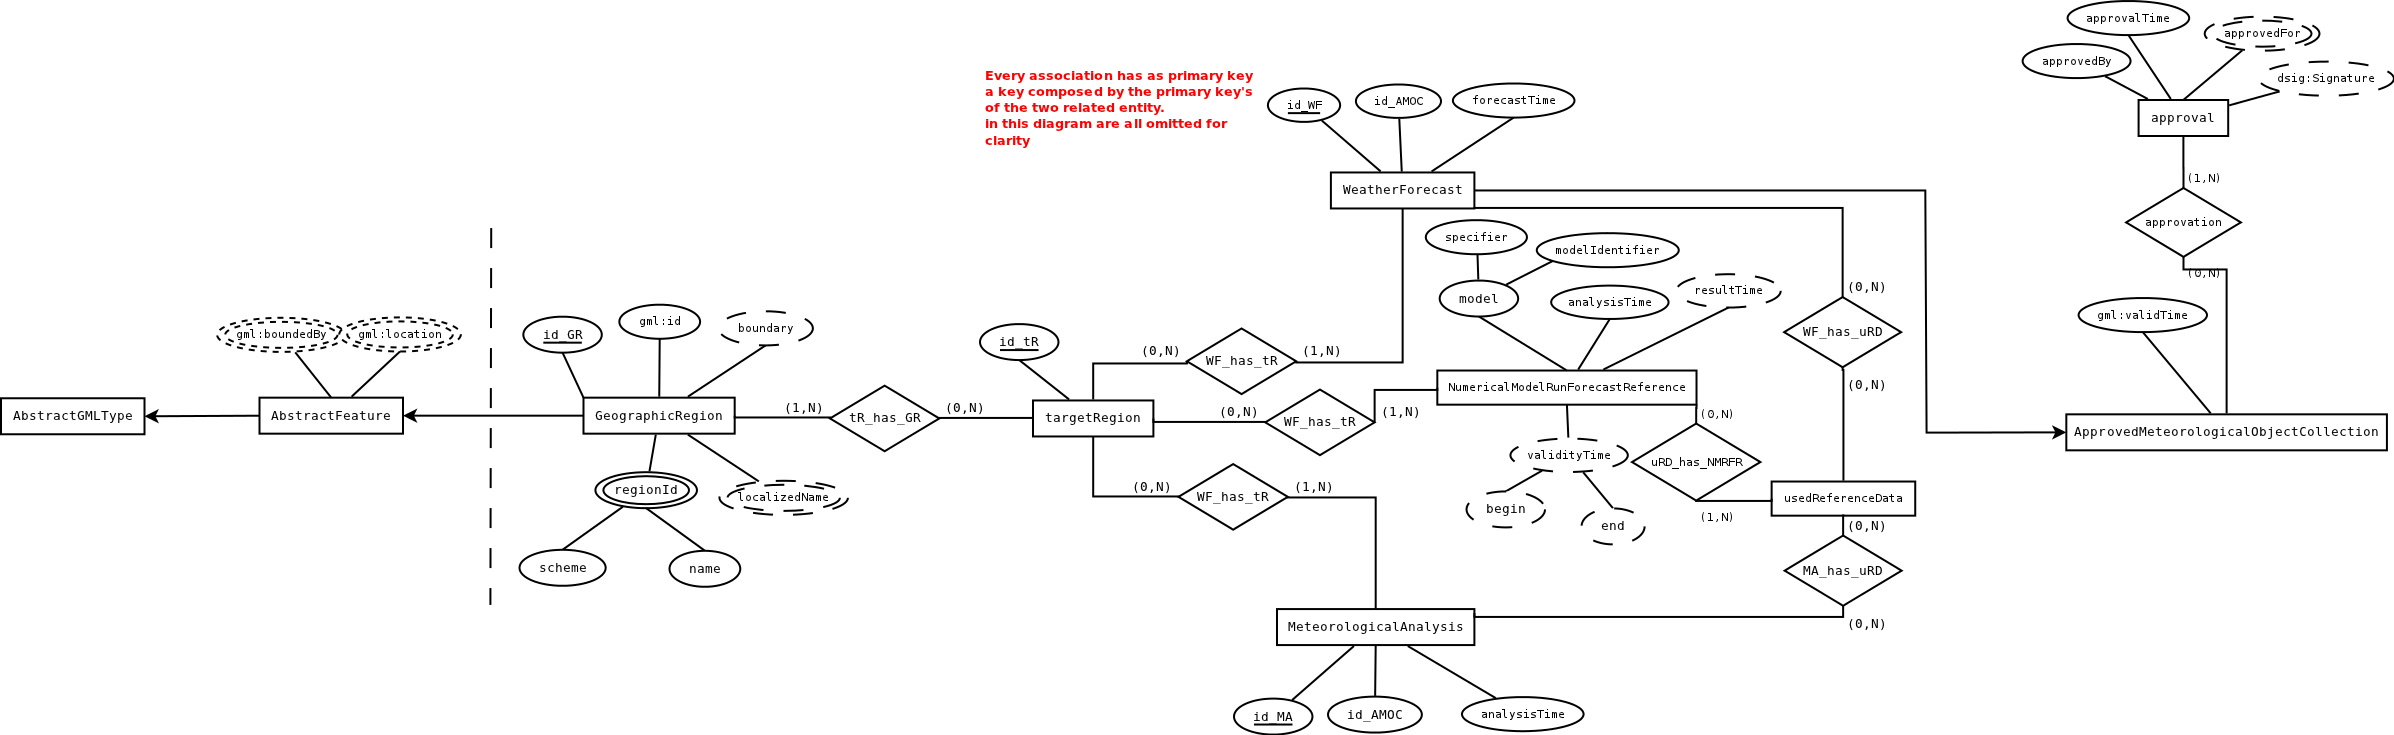 approvalTime
approvedFor
approvedBy
dsig:Signature
Every association has as primary key
a key composed by the primary key's
of the two related entity.
in this diagram are all omitted for
clarity
id_WF
id_AMOC
forecastTime
approval
WeatherForecast
(1,N)
approvation
(0,N)
specifier
modelIdentifier
model
analysisTime
resultTime
(0,N)
WF_has_uRD
(0,N)
gml:validTime
gml:boundedBy
gml:location
id_GR
gml:id
boundary
id_tR
(0,N)
WF_has_tR
(1,N)
NumericalModelRunForecastReference
AbstractGMLType
AbstractFeature
GeographicRegion
(1,N)
tR_has_GR
(0,N)
targetRegion
(0,N)
WF_has_tR
(1,N)
(0,N)
ApprovedMeteorologicalObjectCollection
validityTime
uRD_has_NMRFR
usedReferenceData
regionId
localizedName
(0,N)
WF_has_tR
(1,N)
begin
end
(1,N)
(0,N)
scheme
name
MA_has_uRD
(0,N)
MeteorologicalAnalysis
id_MA
id_AMOC
analysisTime